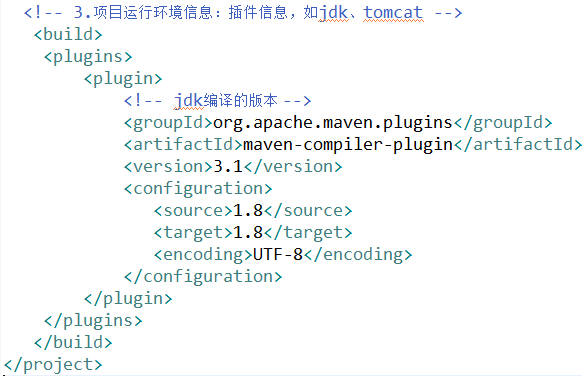 <!-- 3.项目运行环境信息：插件信息，如jdk、tomcat -->
<build>
<plugins>
<plugin>
<!-- jdk编译的版本 -->
<groupId>org.apache.maven.plugins</groupId>
<artifactId>maven-compiler-plugin</artifactId>
<version>3.1</version>
<configuration>
<source>1.8</source>
<target>1.8</target>
<encoding>UTF-8</encoding>
</configuration>
</plugin>
</plugins>
</build>
</project>